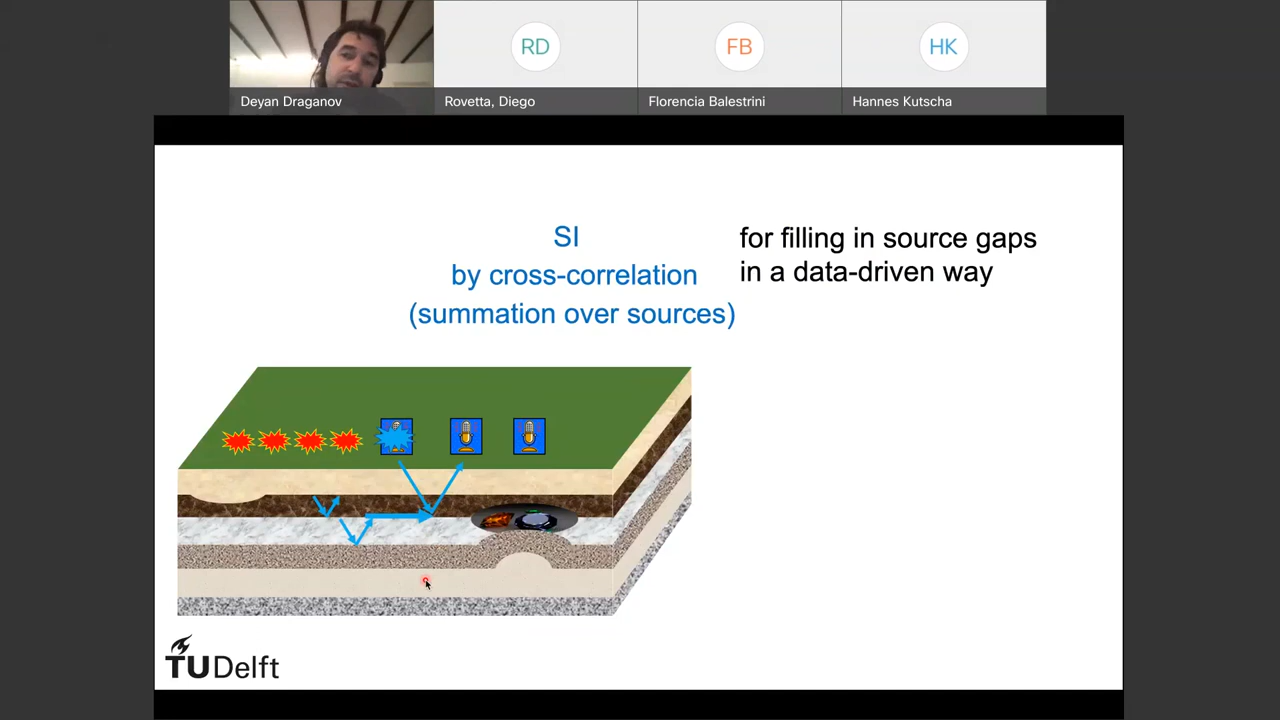 RD
FB
HK
Deyan Draganov
Rovetta, Diego
Florencia Balestrini
Hannes Kutscha
SI
by cross-correlation
(summation over sources)
for filling in source gaps
in a data-driven way
TUDelft